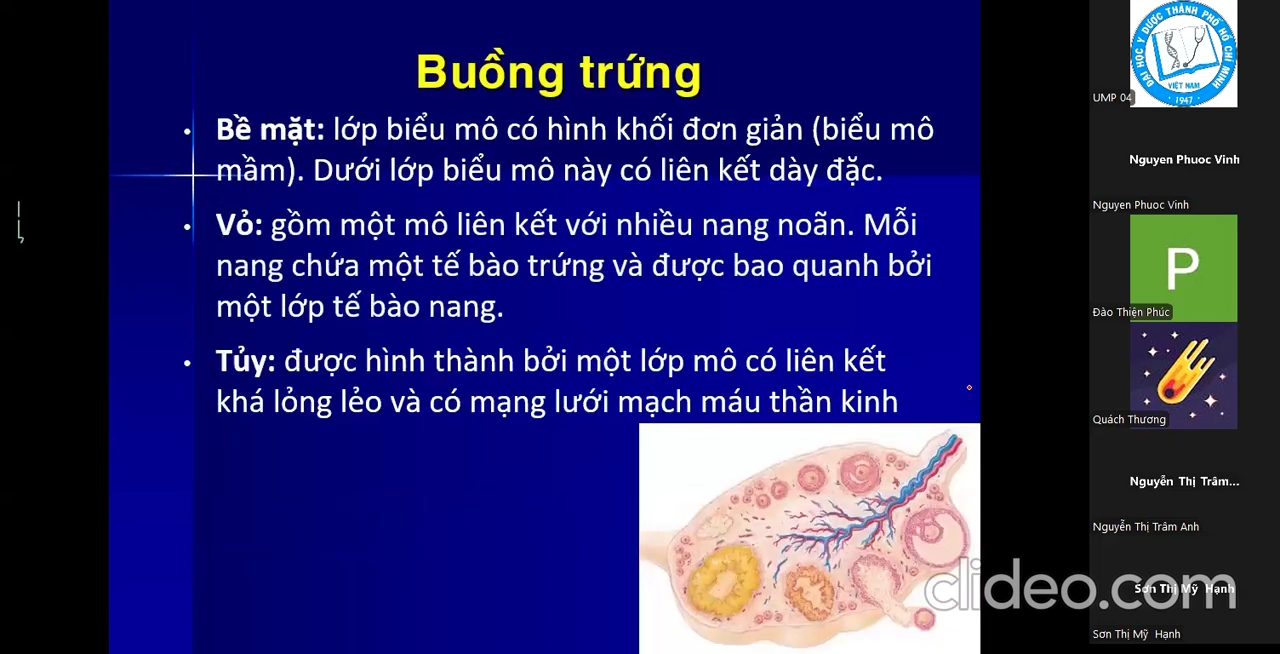 Buồng trứng
• Bề mặt: lớp biểu mô có hình khối đơn giản (biểu mô
mầm). Dưới lớp biểu mô này có liên kết dày đặc.
• Vỏ: gồm một mô liên kết với nhiều nang noãn. Mỗi
nang chứa một tế bào trứng và được bao quanh bởi
một lớp tế bào nang.
• Tủy: được hình thành bởi một lớp mô có liên kết
khá lỏng lẻo và có mạng lưới mạch máu thần kinh
ĐẠI HỌC Y DƯỢC THÀNH PHỐ HỒ CHÍ MINH
VIỆT NAM
1947
UMP 04
Nguyen Phuoc Vinh
Nguyen Phuoc Vinh
P
Đào Thiện Phúc
Quách Thương
Nguyễn Thị Trâm...
Nguyễn Thị Trâm Anh
Sơn Thị Mỹ Hạnh
clideo.com
Sơn Thị Mỹ Hạnh